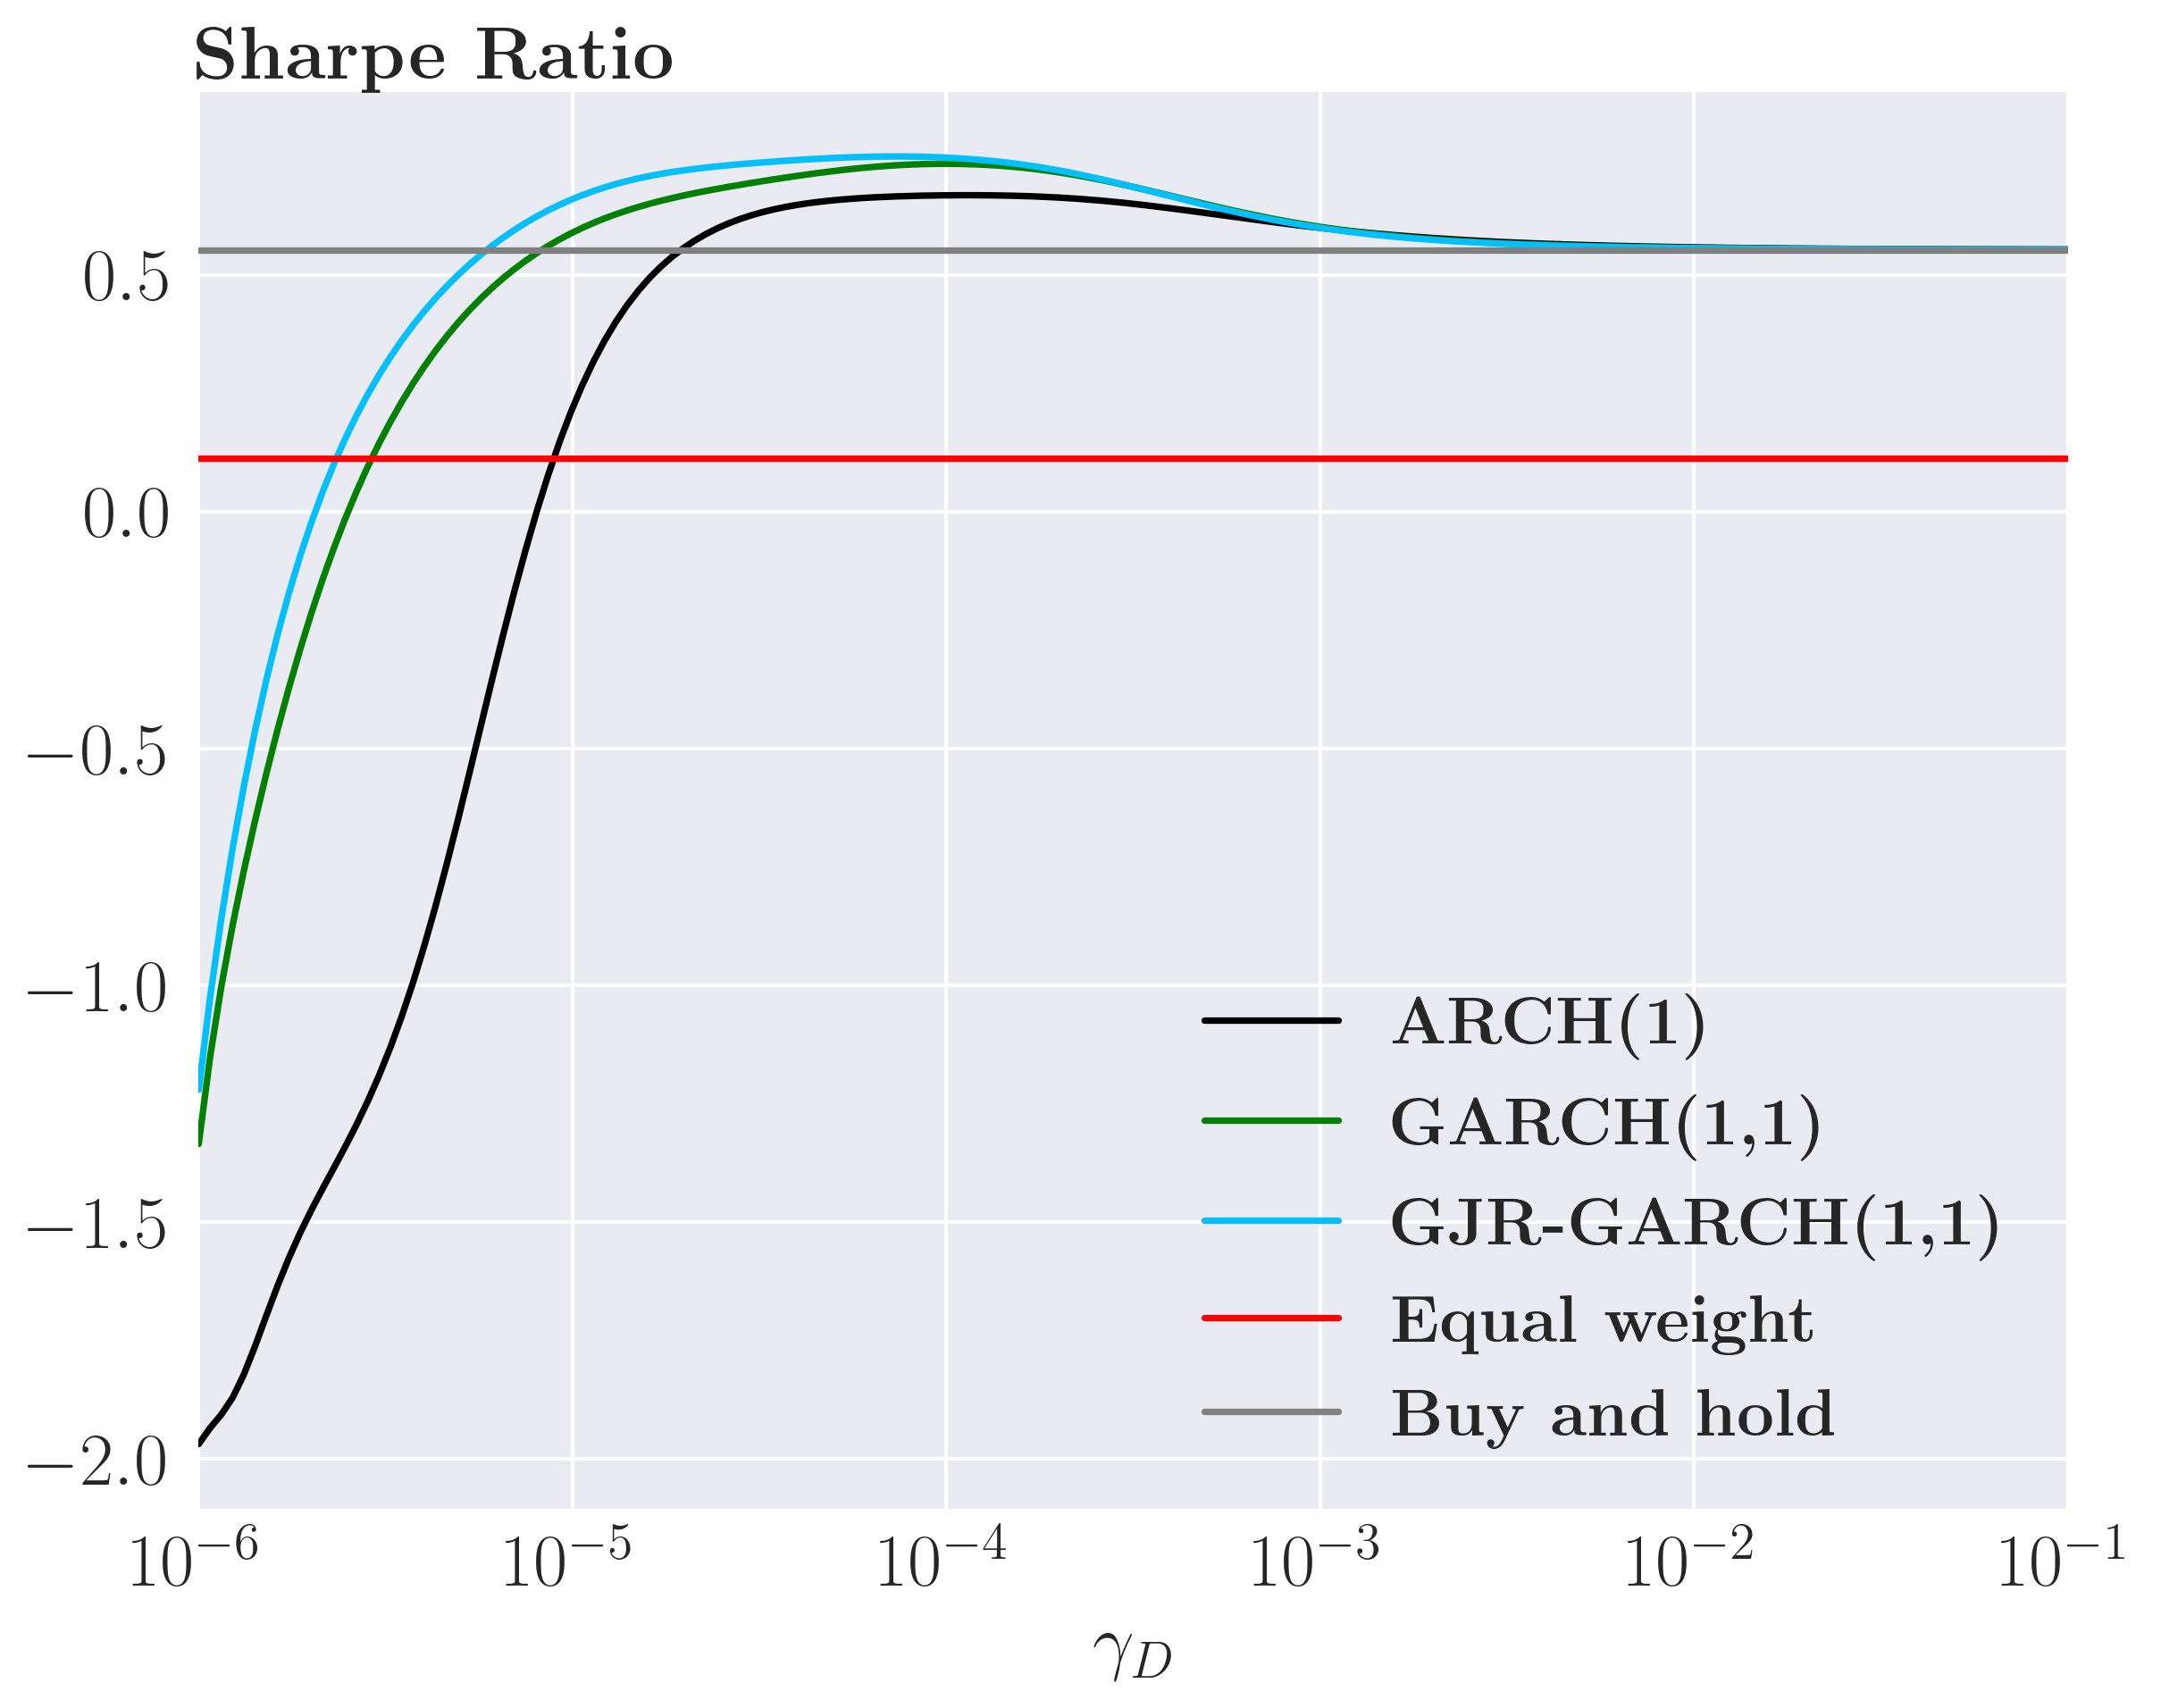 Sharpe Ratio
0.5
0.0
−0.5
−1.0
−1.5
−2.0
ARCH(1)
GARCH(1,1)
GJR-GARCH(1,1)
Equal weight
Buy and hold
10⁻⁶ 10⁻⁵ 10⁻⁴ 10⁻³ 10⁻² 10⁻¹
γ_D